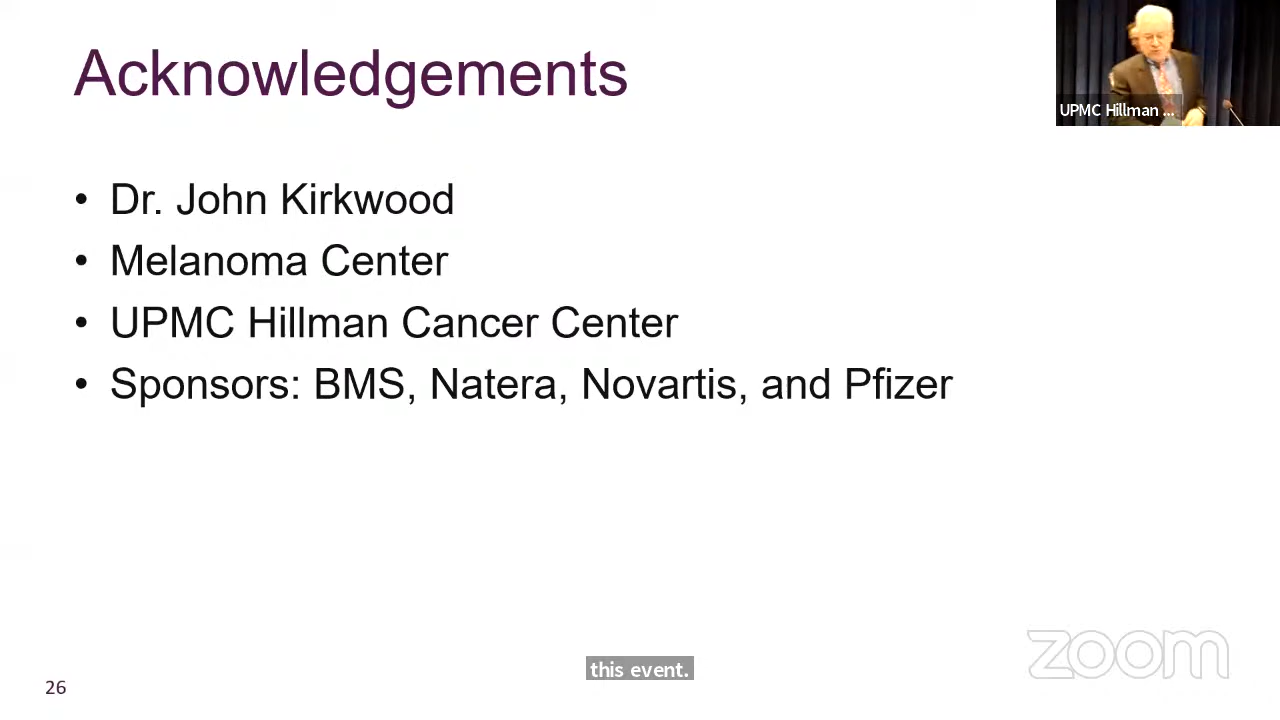 Acknowledgements
UPMC Hillman ...
• Dr. John Kirkwood
• Melanoma Center
• UPMC Hillman Cancer Center
• Sponsors: BMS, Natera, Novartis, and Pfizer
zoom
this event.
26